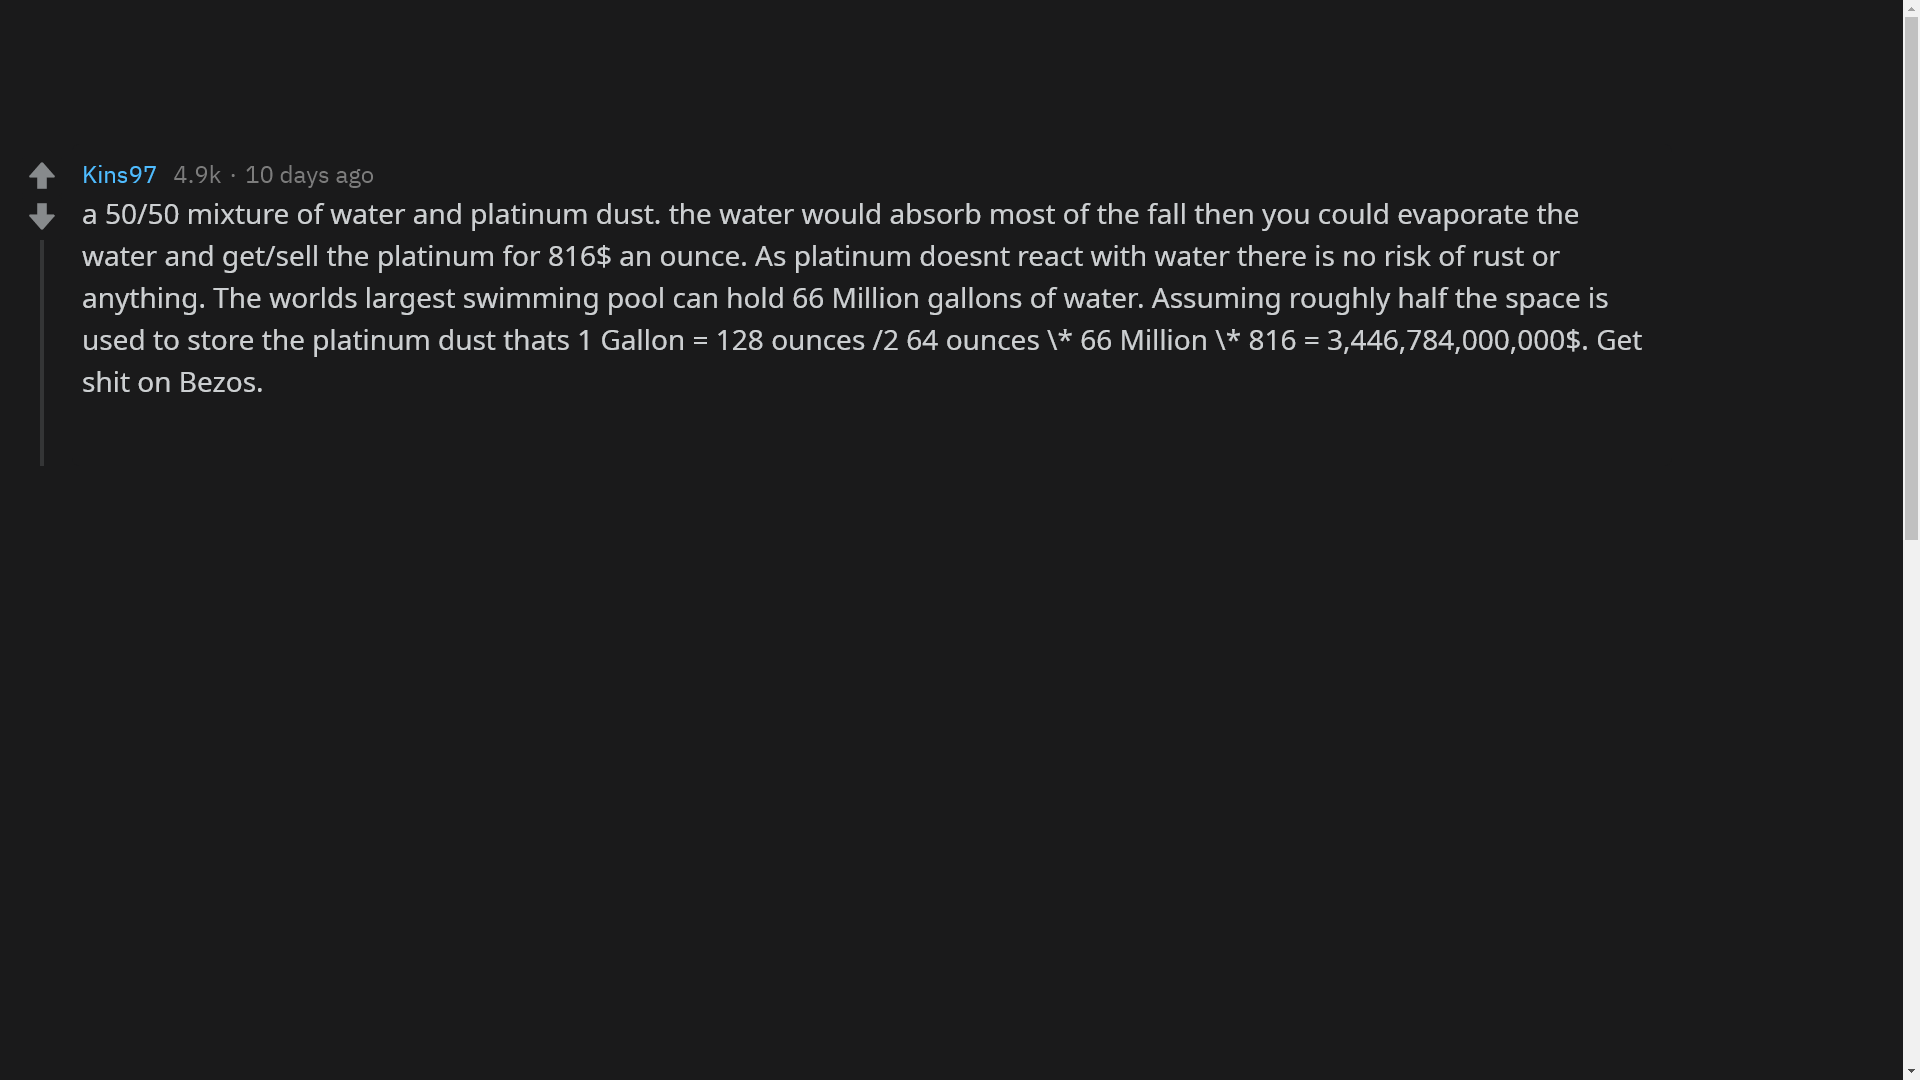 Kins97 4.9k · 10 days ago
a 50/50 mixture of water and platinum dust. the water would absorb most of the fall then you could evaporate the
water and get/sell the platinum for 816$ an ounce. As platinum doesnt react with water there is no risk of rust or
anything. The worlds largest swimming pool can hold 66 Million gallons of water. Assuming roughly half the space is
used to store the platinum dust thats 1 Gallon = 128 ounces /2 64 ounces \* 66 Million \* 816 = 3,446,784,000,000$. Get
shit on Bezos.